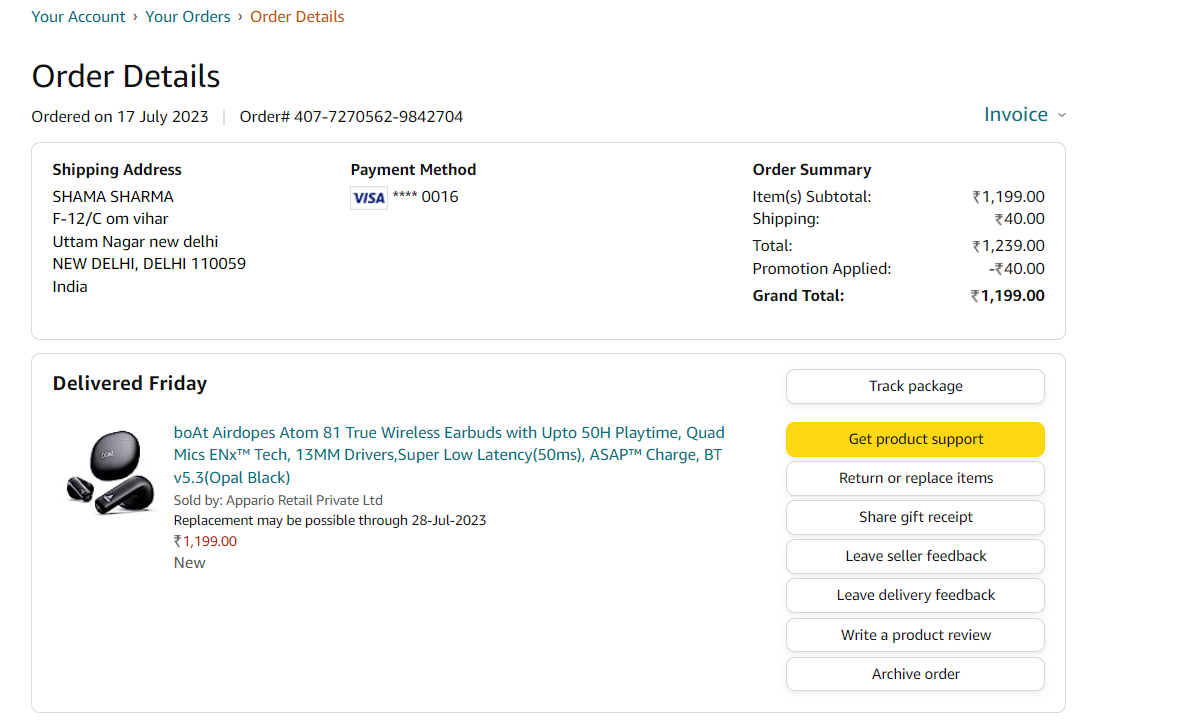 Your Account › Your Orders › Order Details
Order Details
Ordered on 17 July 2023 | Order# 407-7270562-9842704
Invoice
Shipping Address
SHAMA SHARMA
F-12/C om vihar
Uttam Nagar new delhi
NEW DELHI, DELHI 110059
India
Payment Method
VISA **** 0016
Order Summary
Item(s) Subtotal: ₹1,199.00
Shipping: ₹40.00
Total: ₹1,239.00
Promotion Applied: -₹40.00
Grand Total: ₹1,199.00
Delivered Friday
boAt Airdopes Atom 81 True Wireless Earbuds with Upto 50H Playtime, Quad
Mics ENx™ Tech, 13MM Drivers,Super Low Latency(50ms), ASAP™ Charge, BT
v5.3(Opal Black)
Sold by: Appario Retail Private Ltd
Replacement may be possible through 28-Jul-2023
₹1,199.00
New
Track package
Get product support
Return or replace items
Share gift receipt
Leave seller feedback
Leave delivery feedback
Write a product review
Archive order